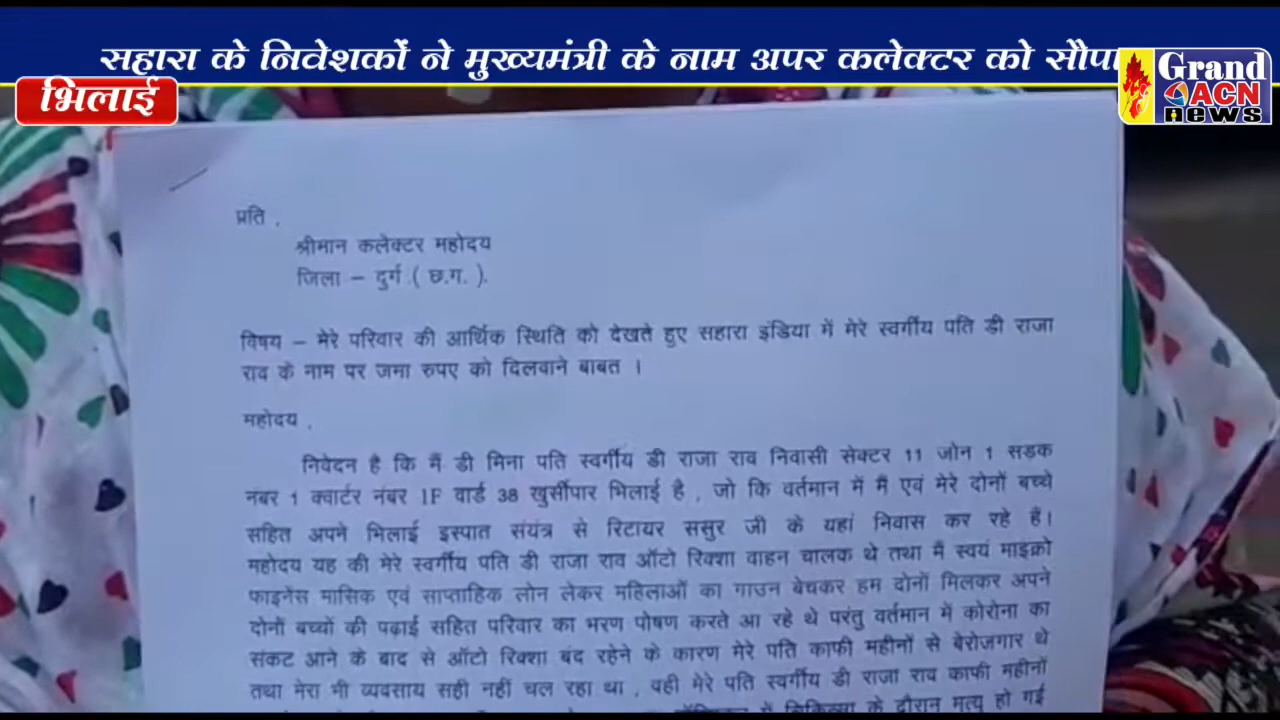 सहारा के निवेशकों ने मुख्यमंत्री के नाम अपर कलेक्टर को सौपा
भिलाई
Grand
ACN
news
प्रति ,
श्रीमान कलेक्टर महोदय
जिला – दुर्ग ( छ.ग. ).
विषय – मेरे परिवार की आर्थिक स्थिति को देखते हुए सहारा इंडिया में मेरे स्वर्गीय पति डी राजा
राव के नाम पर जमा रुपए को दिलवाने बाबत ।
महोदय ,
निवेदन है कि मैं डी मिना पति स्वर्गीय डी राजा राव निवासी सेक्टर 11 जोन 1 सड़क
नंबर 1 क्वार्टर नंबर 1F वार्ड 38 खुर्सीपार भिलाई है , जो कि वर्तमान में मैं एवं मेरे दोनों बच्चे
सहित अपने भिलाई इस्पात संयंत्र से रिटायर ससुर जी के यहां निवास कर रहे हैं।
महोदय यह की मेरे स्वर्गीय पति डी राजा राव ऑटो रिक्शा वाहन चालक थे तथा मैं स्वयं माइक्रो
फाइनेंस मासिक एवं साप्ताहिक लोन लेकर महिलाओं का गाउन बेचकर हम दोनों मिलकर अपने
दोनों बच्चों की पढ़ाई सहित परिवार का भरण पोषण करते आ रहे थे परंतु वर्तमान में कोरोना का
संकट आने के बाद से ऑटो रिक्शा बंद रहेने के कारण मेरे पति काफी महीनों से बेरोजगार थे
तथा मेरा भी व्यवसाय सही नहीं चल रहा था , वही मेरे पति स्वर्गीय डी राजा राव काफी महीनों
में चिकित्सा के दौरान मृत्यु हो गई